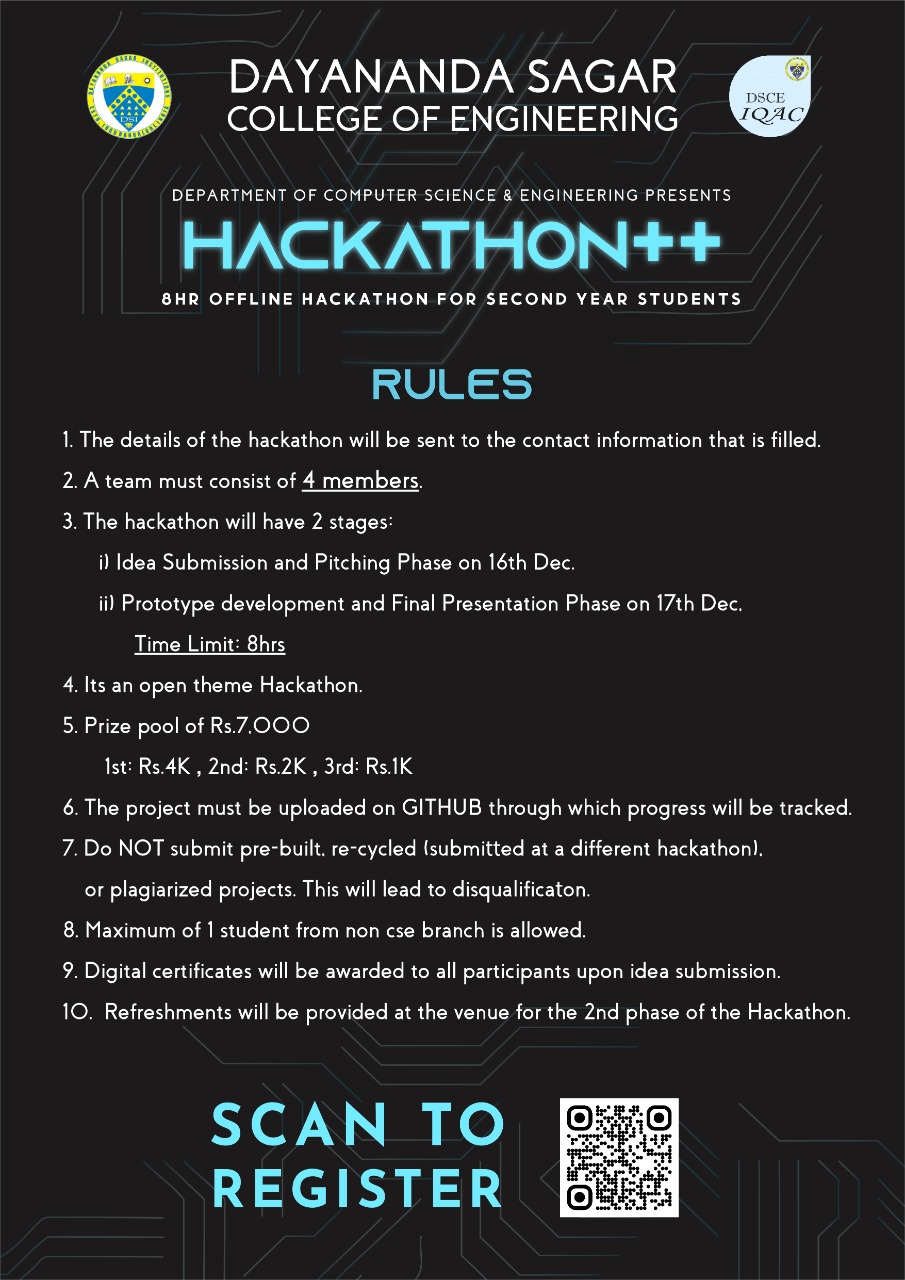 DAYANANDA SAGAR
COLLEGE OF ENGINEERING
DSI
DSCE
IQAC
DEPARTMENT OF COMPUTER SCIENCE & ENGINEERING PRESENTS
HACKATHON++
8HR OFFLINE HACKATHON FOR SECOND YEAR STUDENTS
RULES
1. The details of the hackathon will be sent to the contact information that is filled.
2. A team must consist of 4 members.
3. The hackathon will have 2 stages:
i) Idea Submission and Pitching Phase on 16th Dec.
ii) Prototype development and Final Presentation Phase on 17th Dec.
Time Limit: 8hrs
4. Its an open theme Hackathon.
5. Prize pool of Rs.7,000
1st: Rs.4K , 2nd: Rs.2K , 3rd: Rs.1K
6. The project must be uploaded on GITHUB through which progress will be tracked.
7. Do NOT submit pre-built, re-cycled (submitted at a different hackathon),
or plagiarized projects. This will lead to disqualificaton.
8. Maximum of 1 student from non cse branch is allowed.
9. Digital certificates will be awarded to all participants upon idea submission.
10. Refreshments will be provided at the venue for the 2nd phase of the Hackathon.
SCAN TO
REGISTER